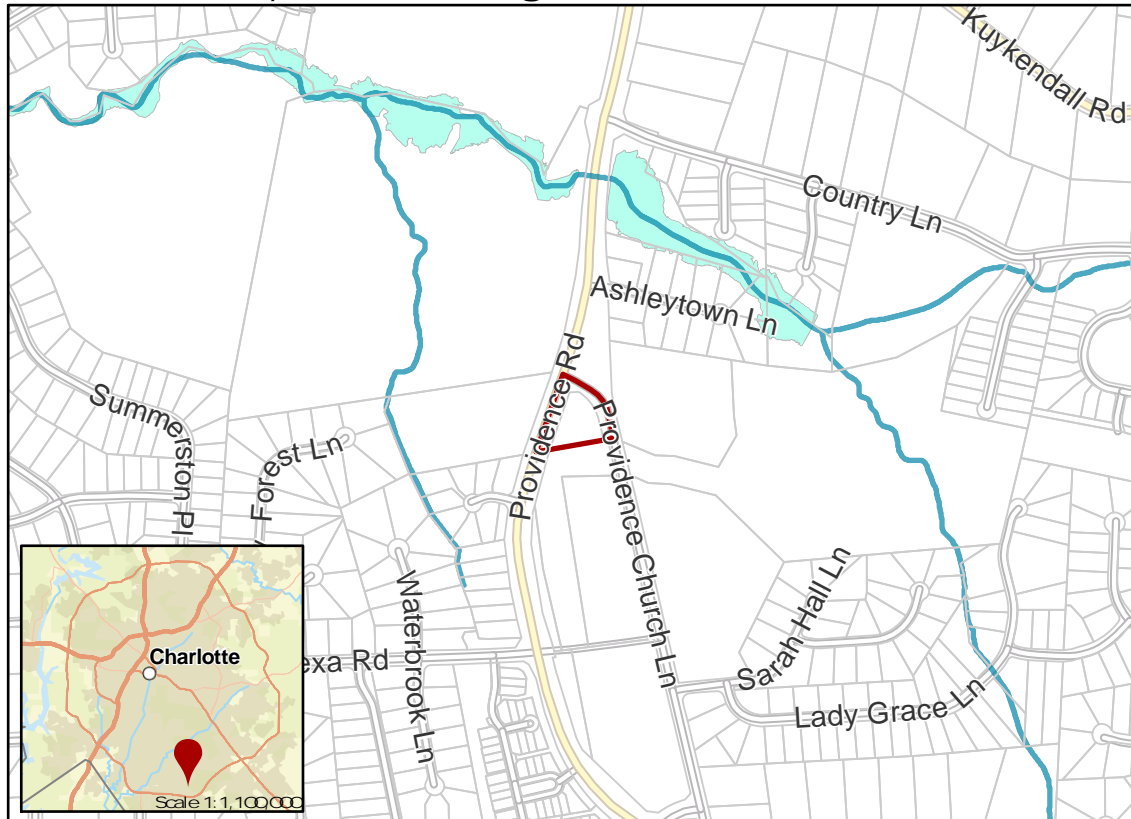 Kuykendall Rd
Country Ln
Ashleytown Ln
Providence Rd
Providence Church Ln
Summerston Pl
Forest Ln
Waterbrook Ln
exa Rd
Sarah Hall Ln
Lady Grace Ln
Charlotte
Scale 1: 1,100,000